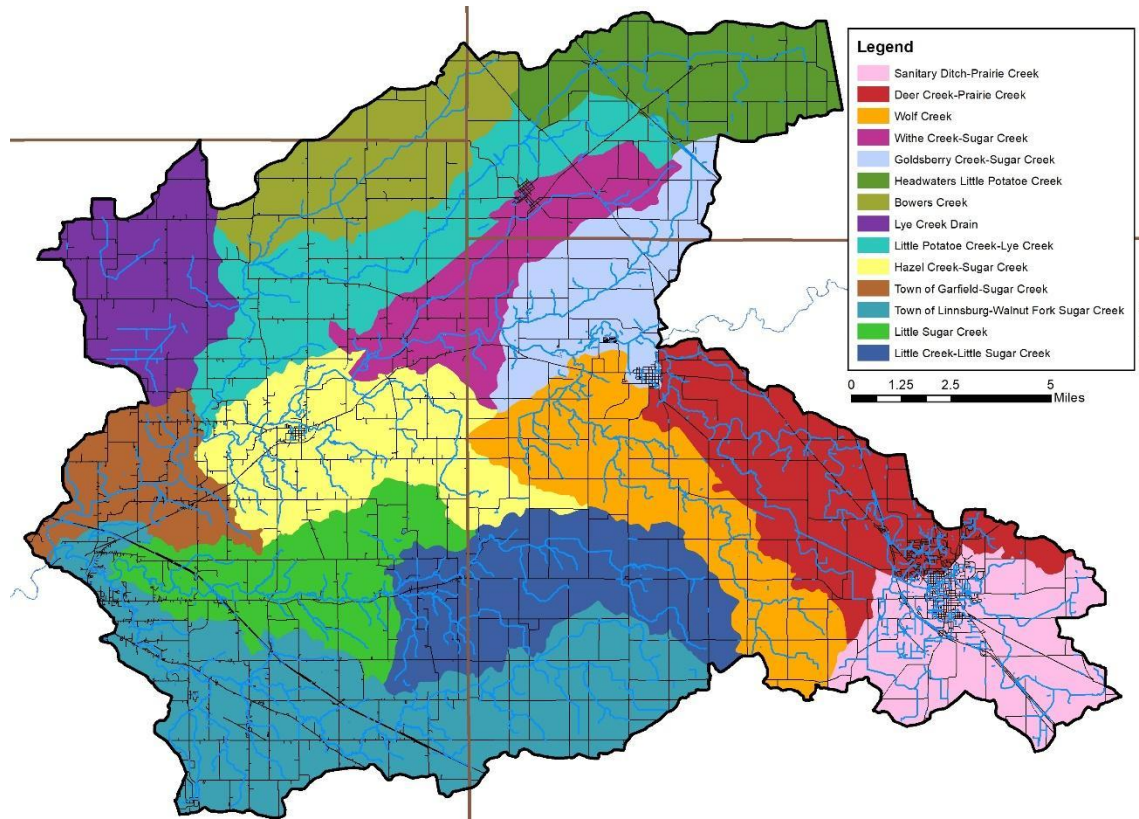 Legend
Sanitary Ditch-Prairie Creek
Deer Creek-Prairie Creek
Wolf Creek
Withe Creek-Sugar Creek
Goldsberry Creek-Sugar Creek
Headwaters Little Potatoe Creek
Bowers Creek
Lye Creek Drain
Little Potatoe Creek-Lye Creek
Hazel Creek-Sugar Creek
Town of Garfield-Sugar Creek
Town of Linnsburg-Walnut Fork Sugar Creek
Little Sugar Creek
Little Creek-Little Sugar Creek
0 1.25 2.5 5
Miles